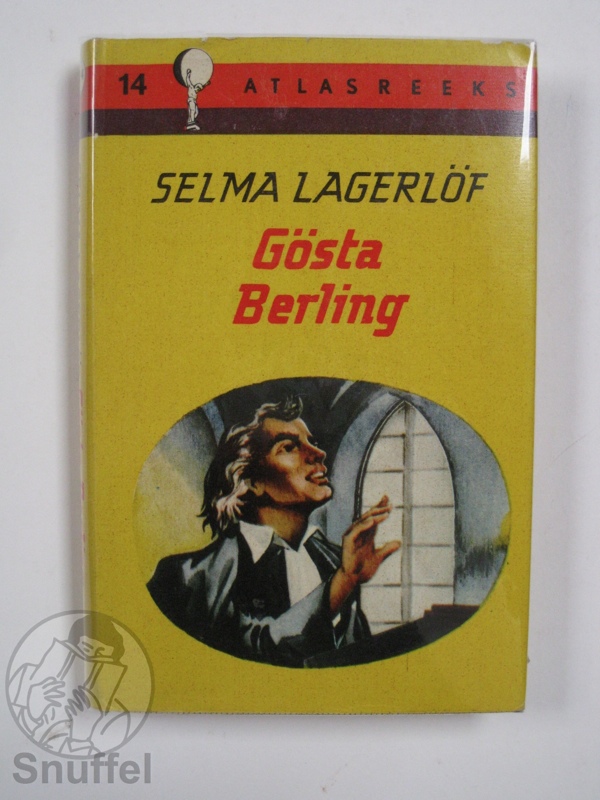 14 ATLASREEKS
SELMA LAGERLÖF
Gösta
Berling
Snuffel